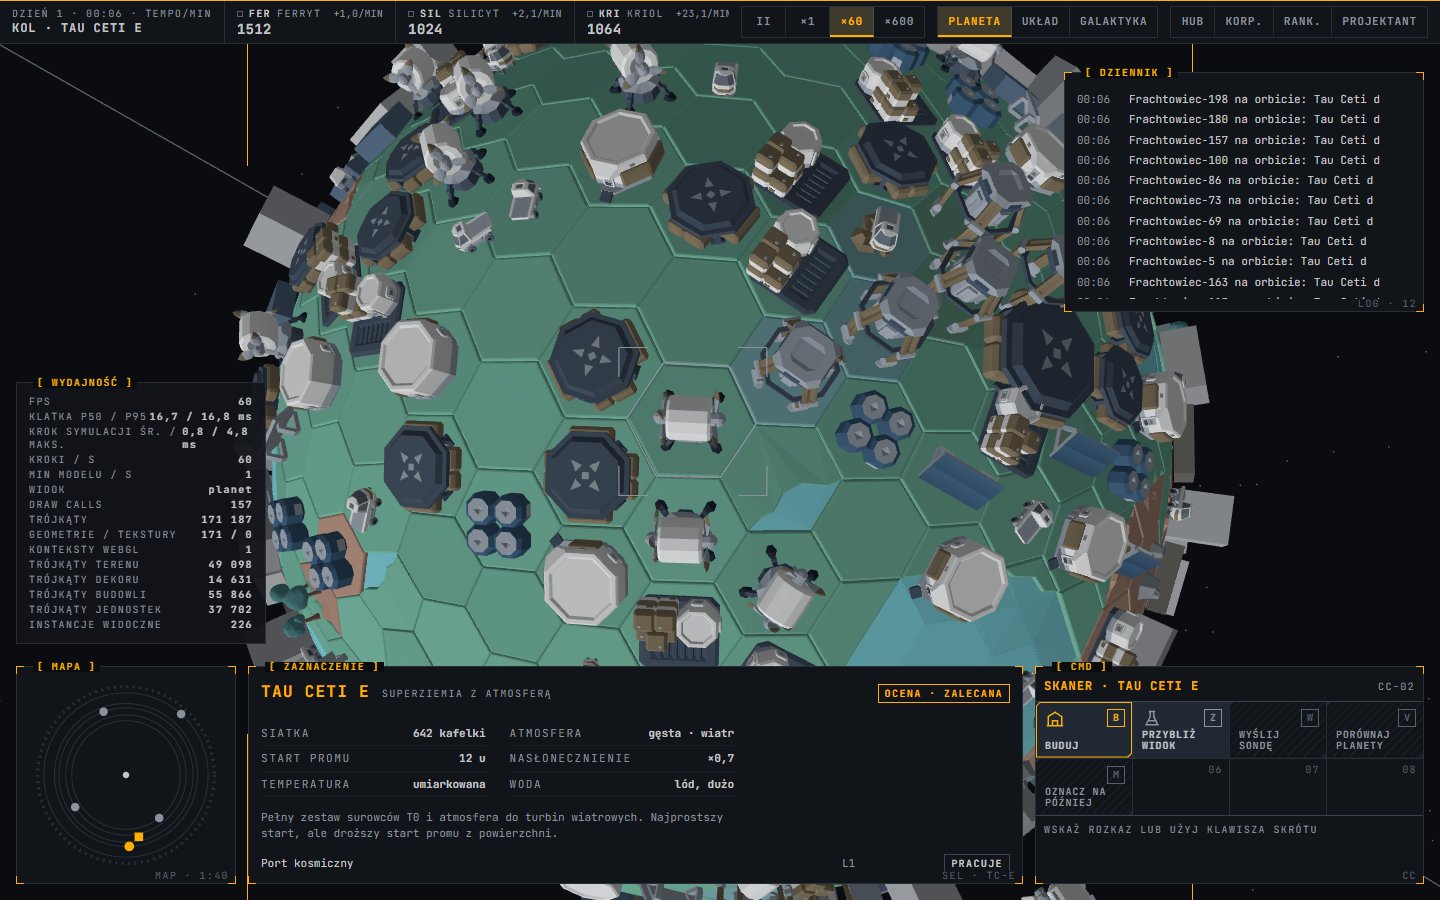 DZIEŃ 1 · 00:06 · TEMPO/MIN
KOL · TAU CETI E
FER FERRYT +1,0/MIN
1512
SIL SILICYT +2,1/MIN
1024
KRI KRIOL +23,1/MIN
1064
II ×1 ×60 ×600
PLANETA UKŁAD GALAKTYKA
HUB KORP. RANK. PROJEKTANT
[ DZIENNIK ]
00:06 Frachtowiec-198 na orbicie: Tau Ceti d
00:06 Frachtowiec-180 na orbicie: Tau Ceti d
00:06 Frachtowiec-157 na orbicie: Tau Ceti d
00:06 Frachtowiec-100 na orbicie: Tau Ceti d
00:06 Frachtowiec-86 na orbicie: Tau Ceti d
00:06 Frachtowiec-73 na orbicie: Tau Ceti d
00:06 Frachtowiec-69 na orbicie: Tau Ceti d
00:06 Frachtowiec-8 na orbicie: Tau Ceti d
00:06 Frachtowiec-5 na orbicie: Tau Ceti d
00:06 Frachtowiec-163 na orbicie: Tau Ceti d
LOG · 12
[ WYDAJNOŚĆ ]
FPS 60
KLATKA P50 / P95 16,7 / 16,8 ms
KROK SYMULACJI ŚR. / MAKS. 0,8 / 4,8 ms
KROKI / S 60
MIN MODELU / S 1
WIDOK planet
DRAW CALLS 157
TRÓJKĄTY 171 187
GEOMETRIE / TEKSTURY 171 / 0
KONTEKSTY WEBGL 1
TRÓJKĄTY TERENU 49 098
TRÓJKĄTY DEKORU 14 631
TRÓJKĄTY BUDOWLI 55 866
TRÓJKĄTY JEDNOSTEK 37 702
INSTANCJE WIDOCZNE 226
[ MAPA ]
MAP · 1:40
[ ZAZNACZENIE ]
TAU CETI E SUPERZIEMIA Z ATMOSFERĄ
OCENA · ZALECANA
SIATKA 642 kafelki
ATMOSFERA gęsta · wiatr
START PROMU 12 u
NASŁONECZNIENIE ×0,7
TEMPERATURA umiarkowana
WODA lód, dużo
Pełny zestaw surowców T0 i atmosfera do turbin wiatrowych. Najprostszy
start, ale droższy start promu z powierzchni.
Port kosmiczny L1 PRACUJE
SEL · TC-E
[ CMD ]
SKANER · TAU CETI E CC-02
B
BUDUJ
Z
PRZYBLIŻ
WIDOK
W
WYŚLIJ
SONDĘ
V
PORÓWNAJ
PLANETY
M
OZNACZ NA
PÓŹNIEJ
06
07
08
WSKAŻ ROZKAZ LUB UŻYJ KLAWISZA SKRÓTU
CC